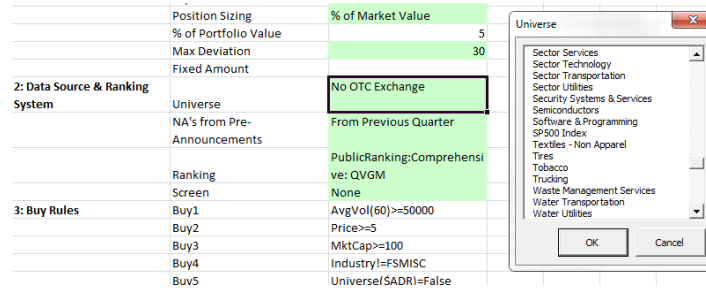 Position Sizing % of Market Value
% of Portfolio Value 5
Max Deviation 30
Fixed Amount
2: Data Source & Ranking No OTC Exchange
System Universe
NA's from Pre- From Previous Quarter
Announcements
PublicRanking:Comprehensi
Ranking ve: QVGM
Screen None
3: Buy Rules Buy1 AvgVol(60)>=50000
Buy2 Price>=5
Buy3 MktCap>=100
Buy4 Industry!=FSMISC
Buy5 Universe($ADR)=False
Universe
Sector Services
Sector Technology
Sector Transportation
Sector Utilities
Security Systems & Services
Semiconductors
Software & Programming
SP500 Index
Textiles - Non Apparel
Tires
Tobacco
Trucking
Waste Management Services
Water Transportation
Water Utilities
OK Cancel